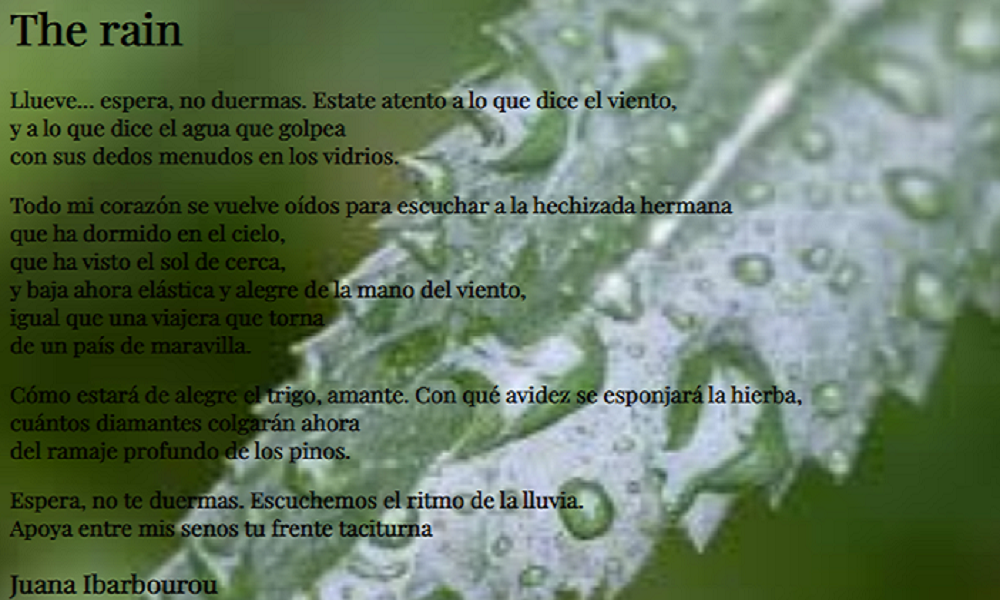 The rain
Llueve... espera, no duermas. Estate atento a lo que dice el viento,
y a lo que dice el agua que golpea
con sus dedos menudos en los vidrios.
Todo mi corazón se vuelve oídos para escuchar a la hechizada hermana
que ha dormido en el cielo,
que ha visto el sol de cerca,
y baja ahora elástica y alegre de la mano del viento,
igual que una viajera que torna
de un país de maravilla.
Cómo estará de alegre el trigo, amante. Con qué avidez se esponjará la hierba,
cuántos diamantes colgarán ahora
del ramaje profundo de los pinos.
Espera, no te duermas. Escuchemos el ritmo de la lluvia.
Apoya entre mis senos tu frente taciturna
Juana Ibarbourou